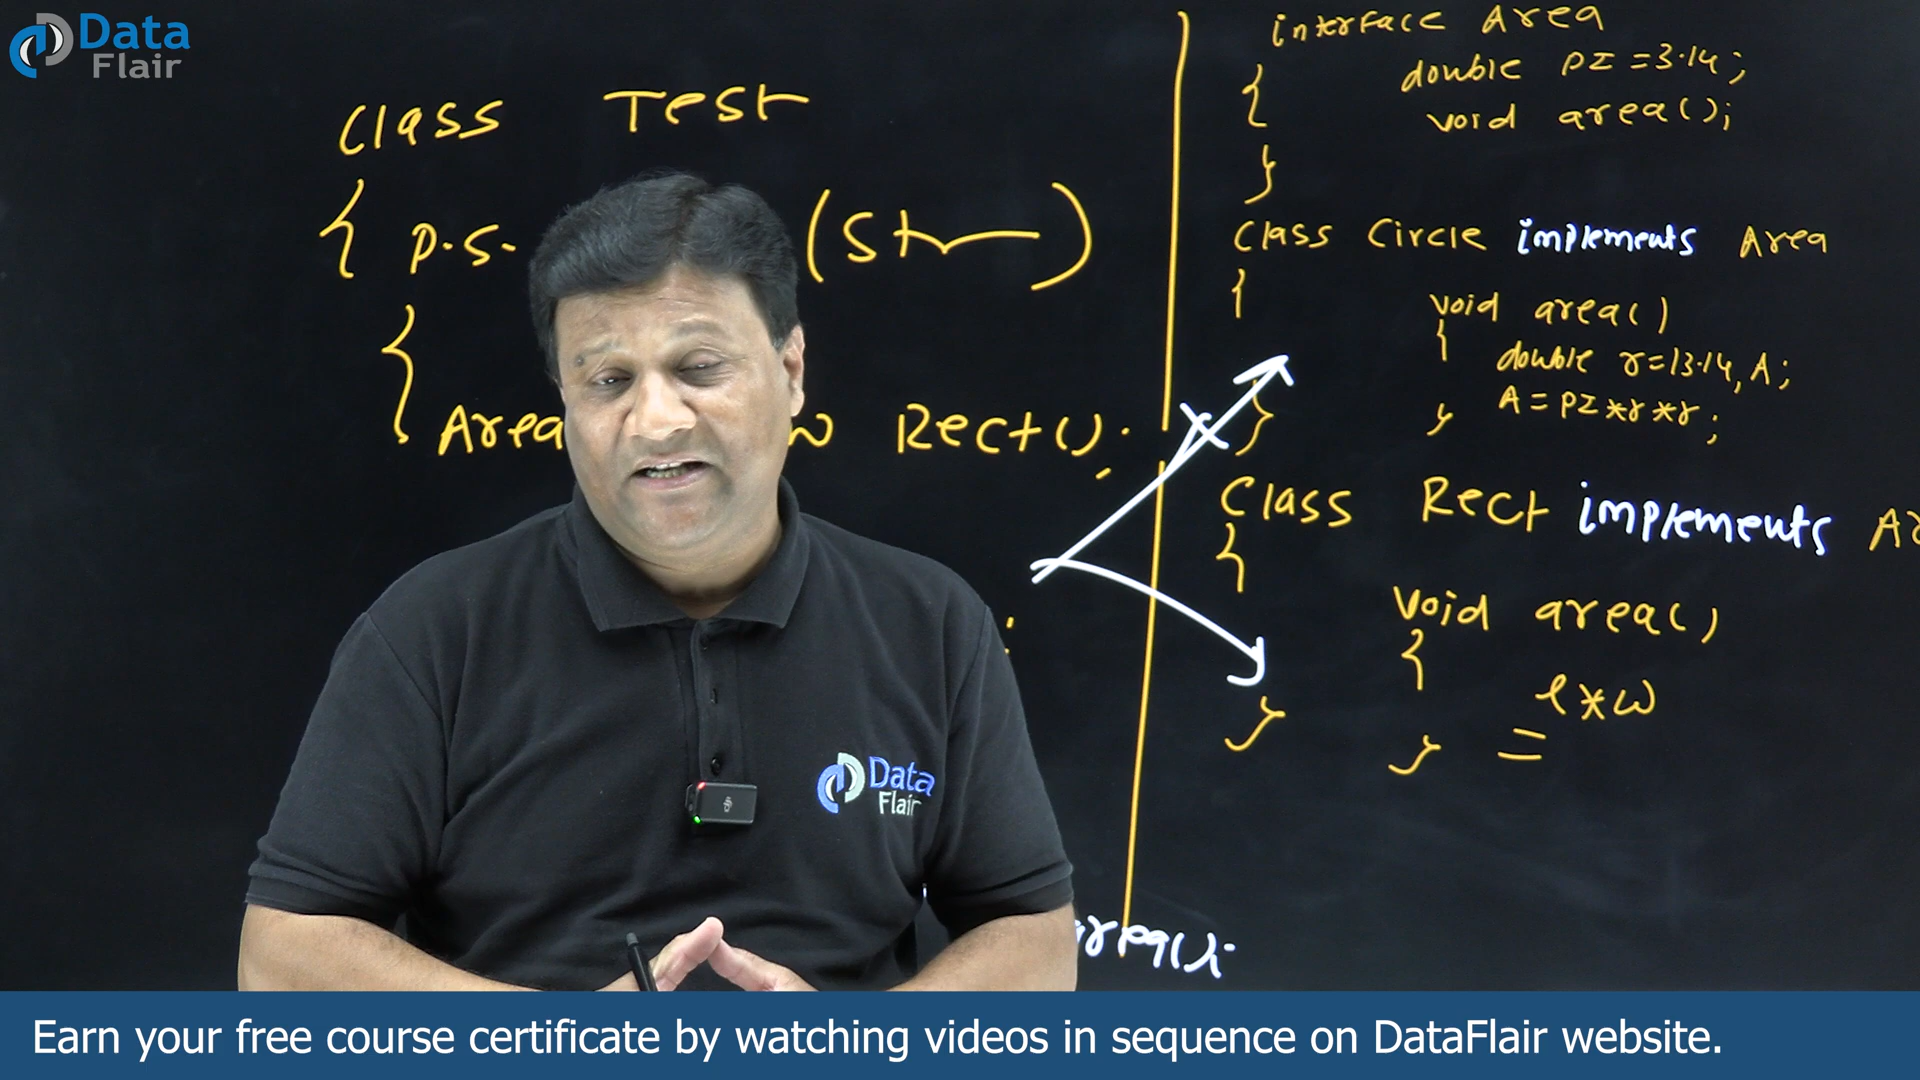 Data
Flair
Class Test
{ P.S. (St
{
Area Rect();
;
interface Area
{ double PI = 3.14;
void area();
}
Class Circle implements Area
{
void area()
{
double r=13.14, A;
A = PI*r*r;
}
}
Class Rect implements
{
void area()
{
l*w
=
}
}
area();
Data
Flair
Earn your free course certificate by watching videos in sequence on DataFlair website.